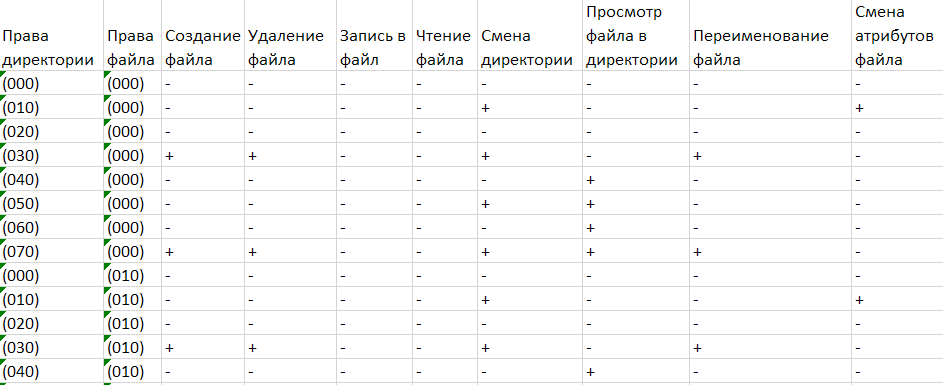 Права директории	Права файла	Создание файла	Удаление файла	Запись в файл	Чтение файла	Смена директории	Просмотр файла в директории	Переименование файла	Смена атрибутов файла
(000)	(000)	-	-	-	-	-	-	-	-
(010)	(000)	-	-	-	-	+	-	-	+
(020)	(000)	-	-	-	-	-	-	-	-
(030)	(000)	+	+	-	-	+	-	+	-
(040)	(000)	-	-	-	-	-	+	-	-
(050)	(000)	-	-	-	-	+	+	-	-
(060)	(000)	-	-	-	-	-	+	-	-
(070)	(000)	+	+	-	-	+	+	+	-
(000)	(010)	-	-	-	-	-	-	-	-
(010)	(010)	-	-	-	-	+	-	-	+
(020)	(010)	-	-	-	-	-	-	-	-
(030)	(010)	+	+	-	-	+	-	+	-
(040)	(010)	-	-	-	-	-	+	-	-